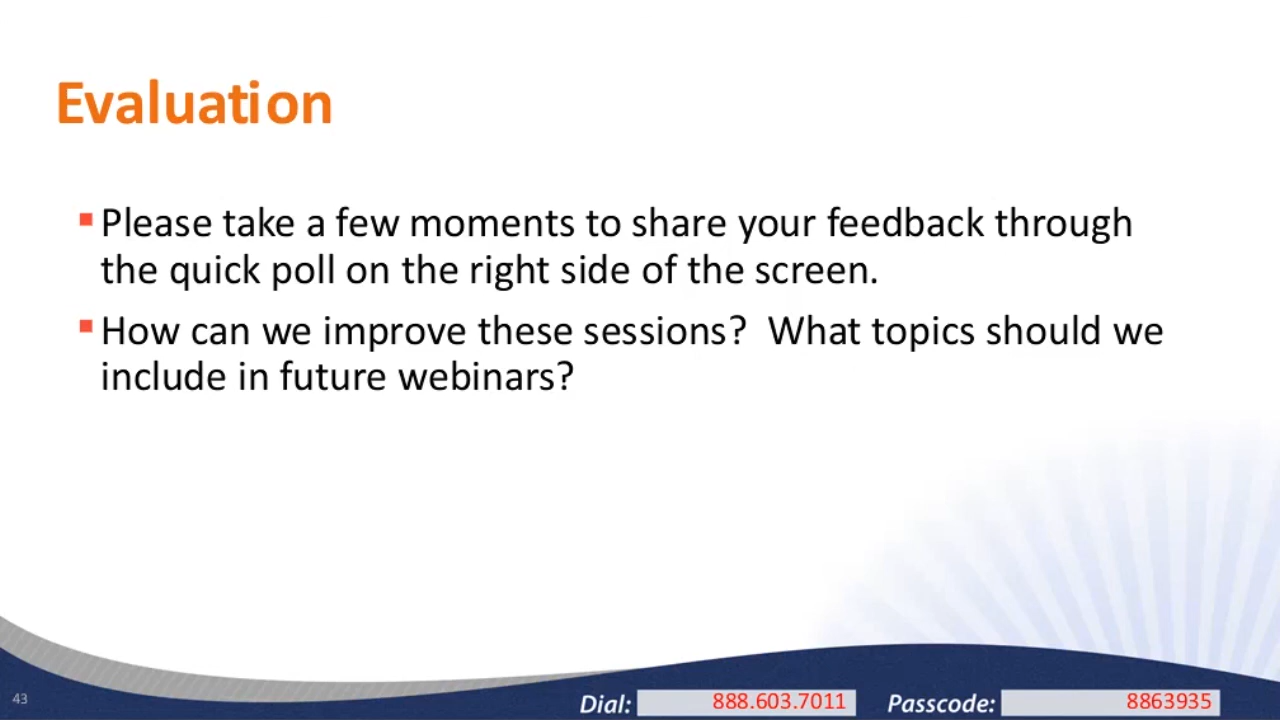 Evaluation
▪Please take a few moments to share your feedback through
the quick poll on the right side of the screen.
▪How can we improve these sessions?  What topics should we
include in future webinars?
43
Dial: 888.603.7011 Passcode: 8863935